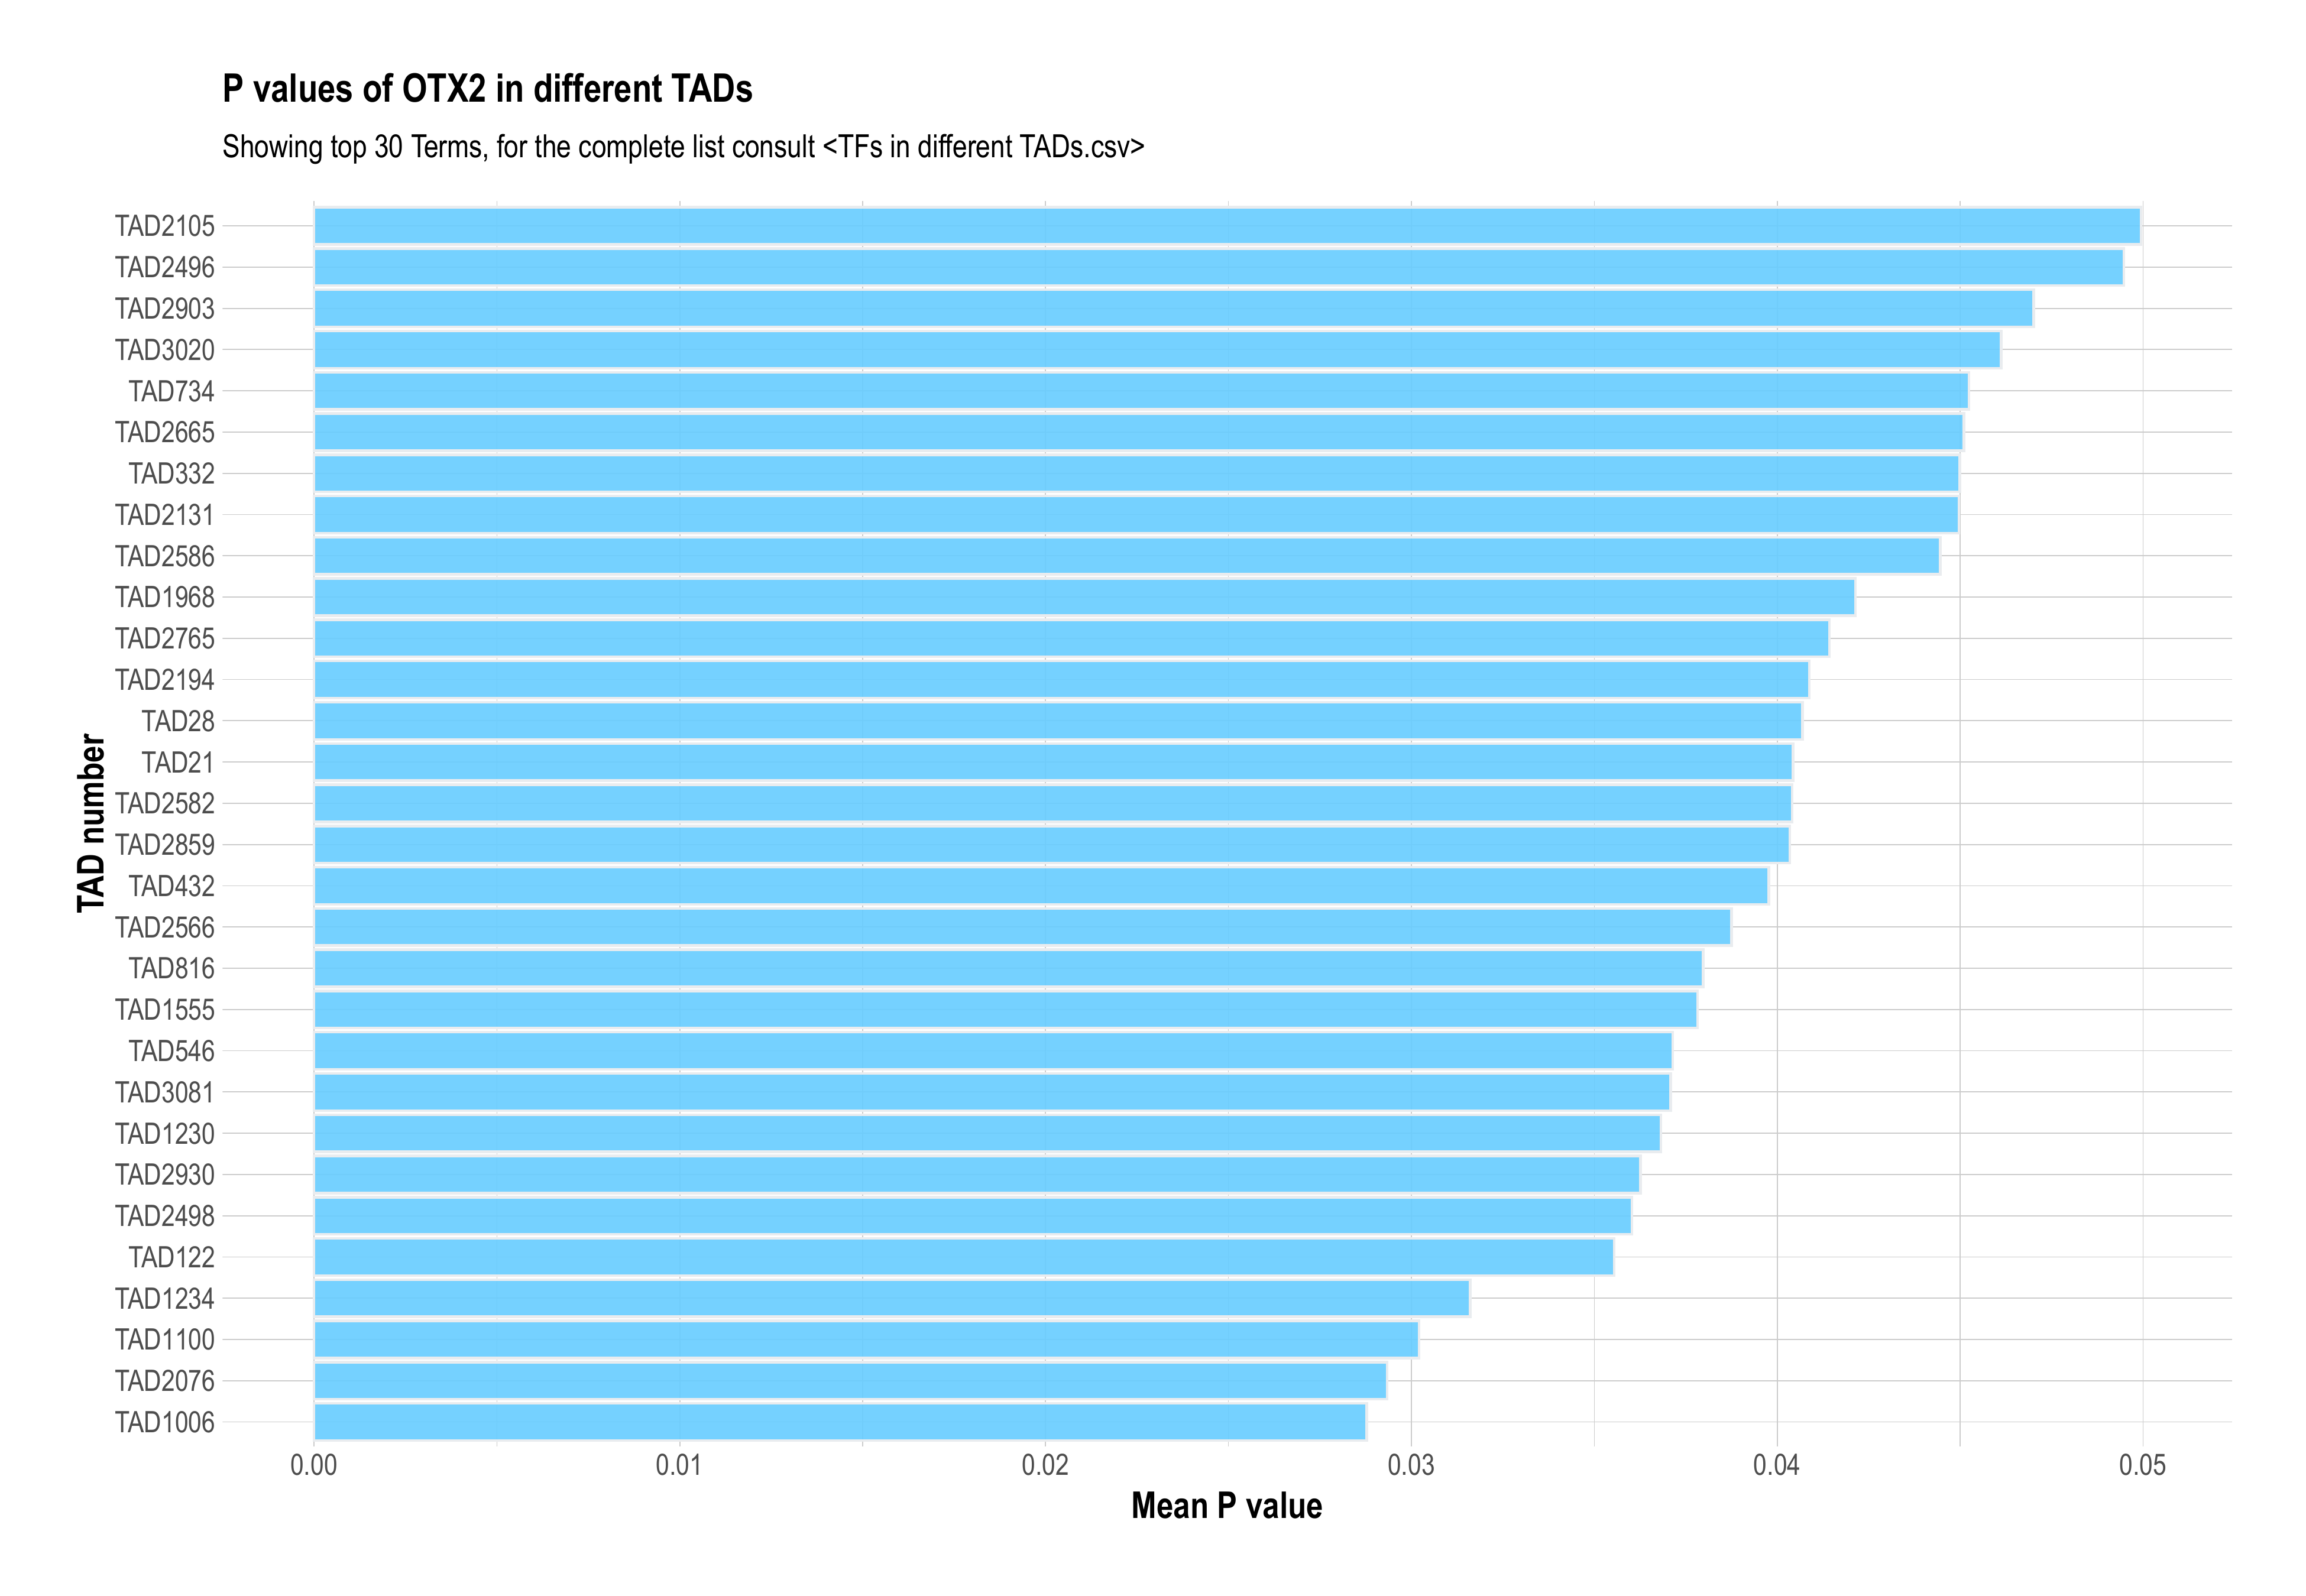 P values of OTX2 in different TADs
Showing top 30 Terms, for the complete list consult <TFs in different TADs.csv>
TAD number
TAD2105
TAD2496
TAD2903
TAD3020
TAD734
TAD2665
TAD332
TAD2131
TAD2586
TAD1968
TAD2765
TAD2194
TAD28
TAD21
TAD2582
TAD2859
TAD432
TAD2566
TAD816
TAD1555
TAD546
TAD3081
TAD1230
TAD2930
TAD2498
TAD122
TAD1234
TAD1100
TAD2076
TAD1006
0.00 0.01 0.02 0.03 0.04 0.05
Mean P value